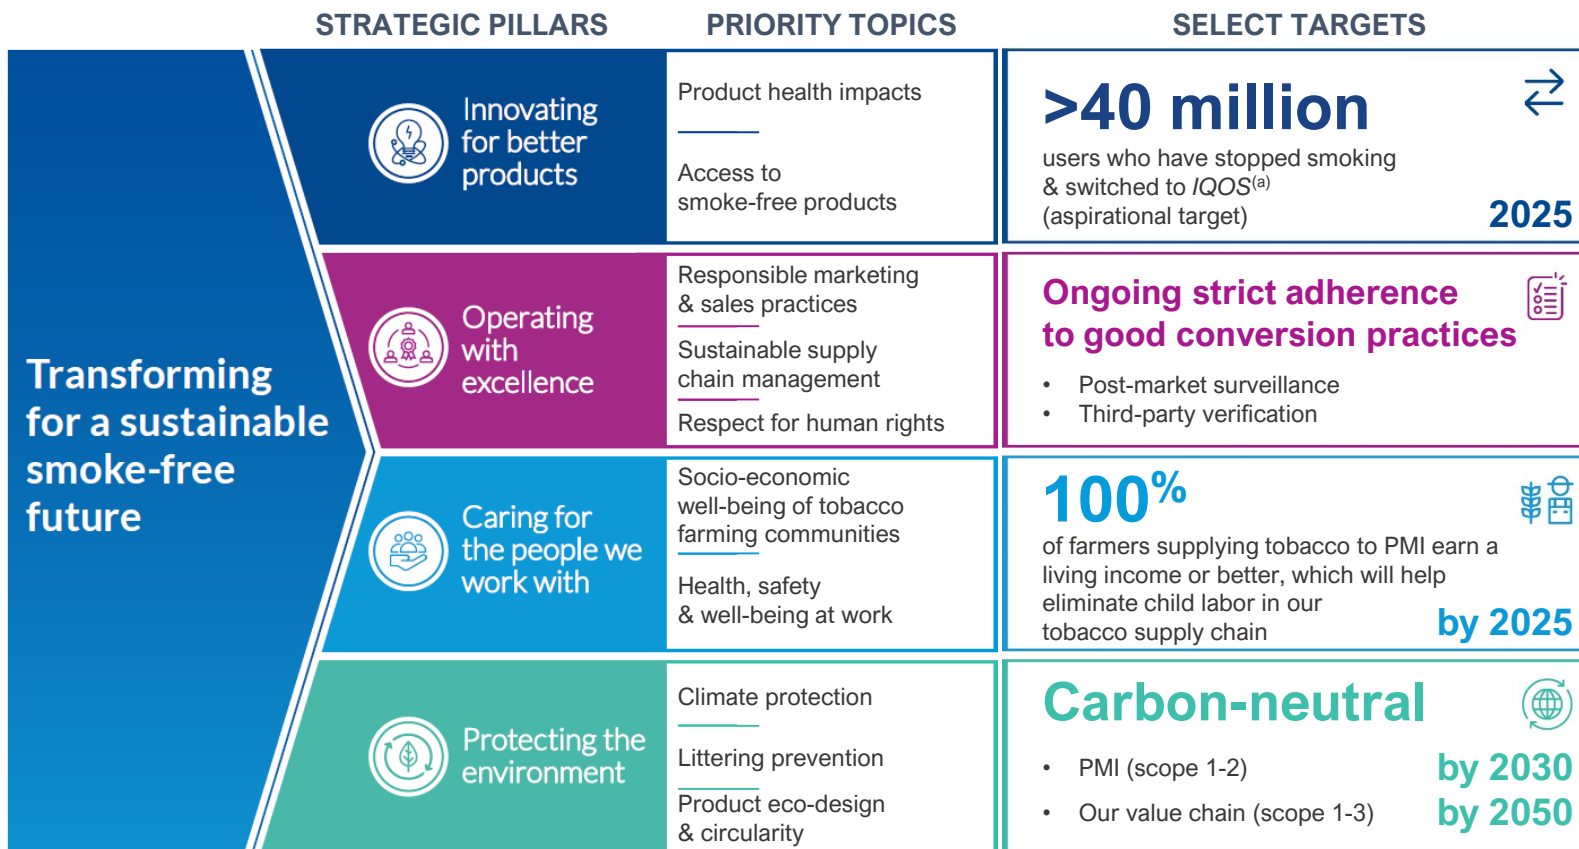 STRATEGIC PILLARS
PRIORITY TOPICS
SELECT TARGETS
Transforming
for a sustainable
smoke-free
future
Innovating
for better
products
Product health impacts
Access to
smoke-free products
>40 million
users who have stopped smoking
& switched to IQOS(a)
(aspirational target)
2025
Operating
with
excellence
Responsible marketing
& sales practices
Sustainable supply
chain management
Respect for human rights
Ongoing strict adherence
to good conversion practices
• Post-market surveillance
• Third-party verification
Caring for
the people we
work with
Socio-economic
well-being of tobacco
farming communities
Health, safety
& well-being at work
100%
of farmers supplying tobacco to PMI earn a
living income or better, which will help
eliminate child labor in our
tobacco supply chain
by 2025
Protecting the
environment
Climate protection
Littering prevention
Product eco-design
& circularity
Carbon-neutral
• PMI (scope 1-2) by 2030
• Our value chain (scope 1-3) by 2050